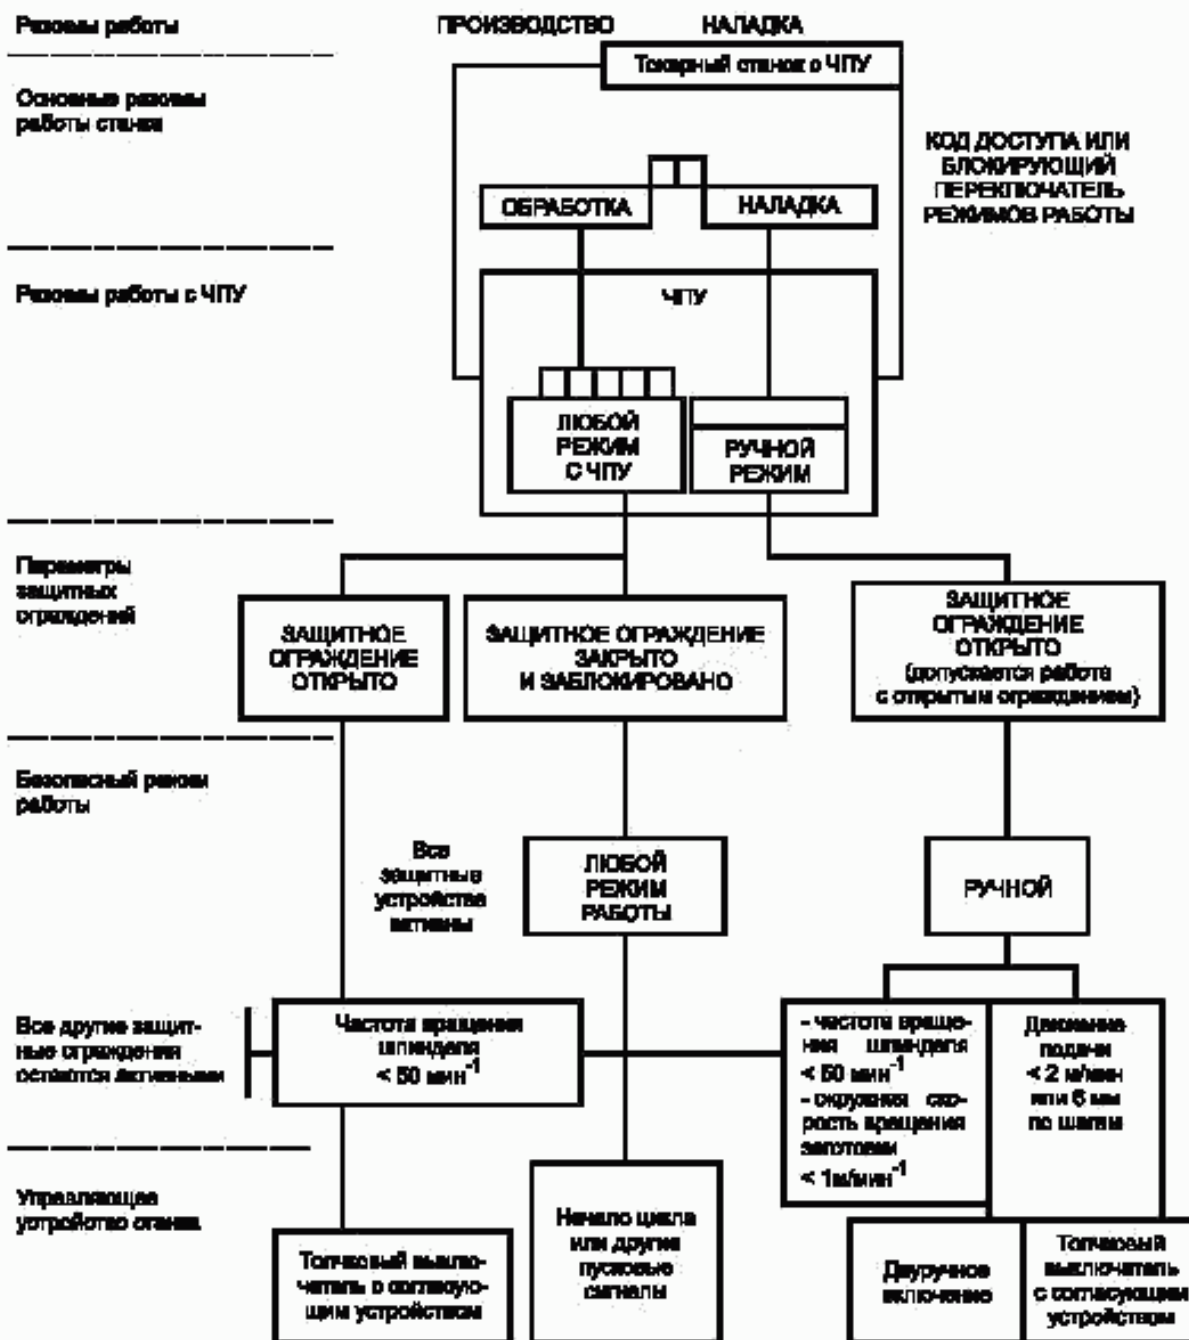 Режимы работы
ПРОИЗВОДСТВО
НАЛАДКА
Токарный станок с ЧПУ
Основные режимы
работы станка
КОД ДОСТУПА ИЛИ
БЛОКИРУЮЩИЙ
ПЕРЕКЛЮЧАТЕЛЬ
РЕЖИМОВ РАБОТЫ
ОБРАБОТКА
НАЛАДКА
Режимы работы с ЧПУ
ЧПУ
ЛЮБОЙ
РЕЖИМ
С ЧПУ
РУЧНОЙ
РЕЖИМ
Параметры
защитных
ограждений
ЗАЩИТНОЕ
ОГРАЖДЕНИЕ
ОТКРЫТО
ЗАЩИТНОЕ ОГРАЖДЕНИЕ
ЗАКРЫТО
И ЗАБЛОКИРОВАНО
ЗАЩИТНОЕ
ОГРАЖДЕНИЕ
ОТКРЫТО
(допускается работа
с открытым ограждением)
Безопасный режим
работы
Все
защитные
устройства
активны
ЛЮБОЙ
РЕЖИМ
РАБОТЫ
РУЧНОЙ
Все другие защит-
ные ограждения
остаются активными
Частота вращения
шпинделя
< 50 мин⁻¹
- частота враще-
ния шпинделя
< 50 мин⁻¹
- окружная ско-
рость вращения
заготовки
< 1м/мин⁻¹
Движение
подачи
< 2 м/мин
или 6 мм
по шагам
Управляющее
устройство станка
Толчковый выклю-
чатель с согласую-
щим устройством
Начало цикла
или другие
пусковые
сигналы
Двуручное
включение
Толчковый
выключатель
с согласующим
устройством